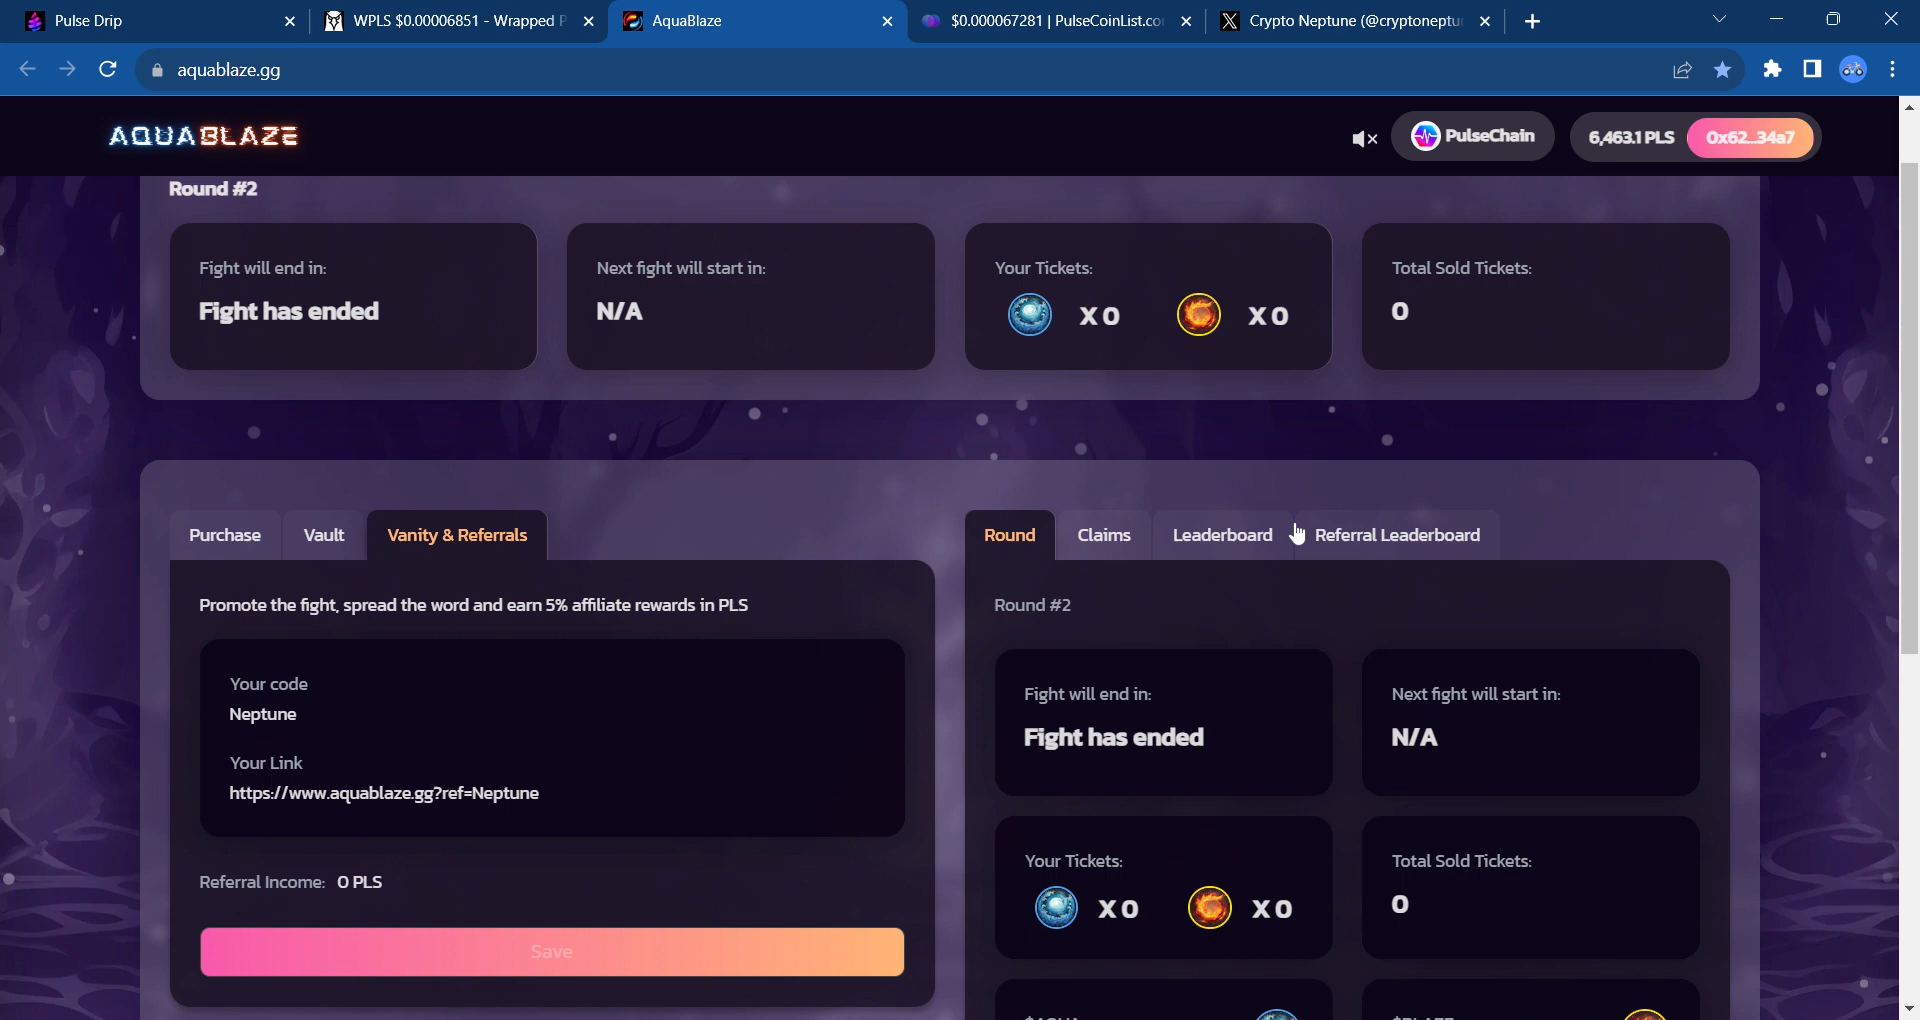 Pulse Drip
WPLS $0.00006851 - Wrapped P
AquaBlaze
$0.000067281 | PulseCoinList.co
Crypto Neptune (@cryptoneptu
aquablaze.gg
AQUABLAZE
PulseChain
6,463.1 PLS
0x62...34a7
Round #2
Fight will end in:
Fight has ended
Next fight will start in:
N/A
Your Tickets:
X 0
X 0
Total Sold Tickets:
0
Purchase
Vault
Vanity & Referrals
Promote the fight, spread the word and earn 5% affiliate rewards in PLS
Your code
Neptune
Your Link
https://www.aquablaze.gg?ref=Neptune
Referral Income: 0 PLS
Save
Round
Claims
Leaderboard
Referral Leaderboard
Round #2
Fight will end in:
Fight has ended
Next fight will start in:
N/A
Your Tickets:
X 0
X 0
Total Sold Tickets:
0